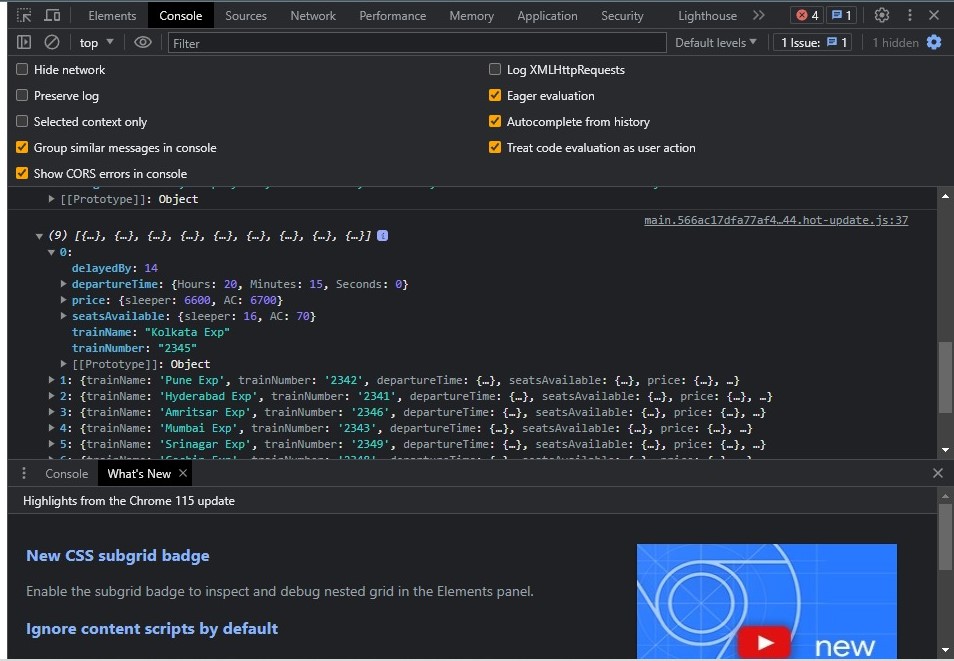 Elements Console Sources Network Performance Memory Application Security Lighthouse 4 1
top Filter Default levels 1 Issue: 1 1 hidden
Hide network Log XMLHttpRequests
Preserve log Eager evaluation
Selected context only Autocomplete from history
Group similar messages in console Treat code evaluation as user action
Show CORS errors in console
[[Prototype]]: Object
main.566ac17dfa77af4…44.hot-update.js:37
(9) [{…}, {…}, {…}, {…}, {…}, {…}, {…}, {…}, {…}]
0:
delayedBy: 14
departureTime: {Hours: 20, Minutes: 15, Seconds: 0}
price: {sleeper: 6600, AC: 6700}
seatsAvailable: {sleeper: 16, AC: 70}
trainName: "Kolkata Exp"
trainNumber: "2345"
[[Prototype]]: Object
1: {trainName: 'Pune Exp', trainNumber: '2342', departureTime: {…}, seatsAvailable: {…}, price: {…}, …}
2: {trainName: 'Hyderabad Exp', trainNumber: '2341', departureTime: {…}, seatsAvailable: {…}, price: {…}, …}
3: {trainName: 'Amritsar Exp', trainNumber: '2346', departureTime: {…}, seatsAvailable: {…}, price: {…}, …}
4: {trainName: 'Mumbai Exp', trainNumber: '2343', departureTime: {…}, seatsAvailable: {…}, price: {…}, …}
5: {trainName: 'Srinagar Exp', trainNumber: '2349', departureTime: {…}, seatsAvailable: {…}, price: {…}, …}
Console What's New
Highlights from the Chrome 115 update
New CSS subgrid badge
Enable the subgrid badge to inspect and debug nested grid in the Elements panel.
Ignore content scripts by default
new